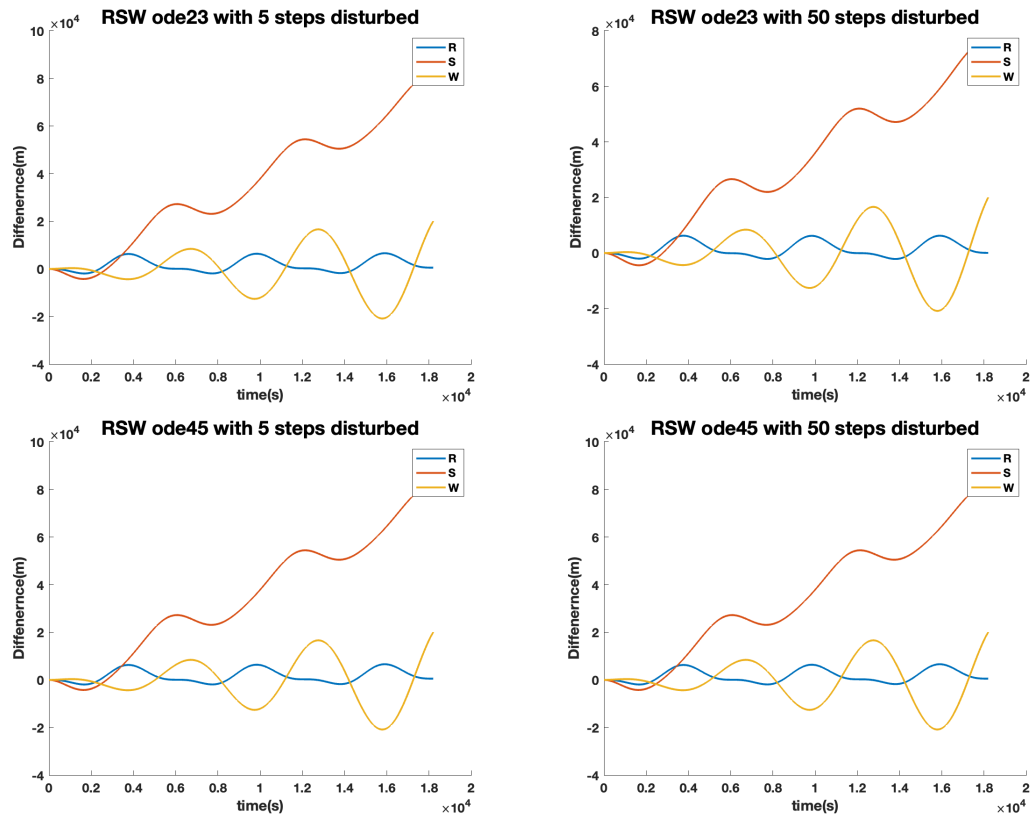 RSW ode23 with 5 steps disturbed
×10⁴
10
8
6
4
2
0
-2
-4
Diffenernce(m)
R
S
W
0 0.2 0.4 0.6 0.8 1 1.2 1.4 1.6 1.8 2
time(s)
×10⁴
RSW ode23 with 50 steps disturbed
×10⁴
8
6
4
2
0
-2
-4
Diffenernce(m)
R
S
W
0 0.2 0.4 0.6 0.8 1 1.2 1.4 1.6 1.8 2
time(s)
×10⁴
RSW ode45 with 5 steps disturbed
×10⁴
10
8
6
4
2
0
-2
-4
Diffenernce(m)
R
S
W
0 0.2 0.4 0.6 0.8 1 1.2 1.4 1.6 1.8 2
time(s)
×10⁴
RSW ode45 with 50 steps disturbed
×10⁴
10
8
6
4
2
0
-2
-4
Diffenernce(m)
R
S
W
0 0.2 0.4 0.6 0.8 1 1.2 1.4 1.6 1.8 2
time(s)
×10⁴